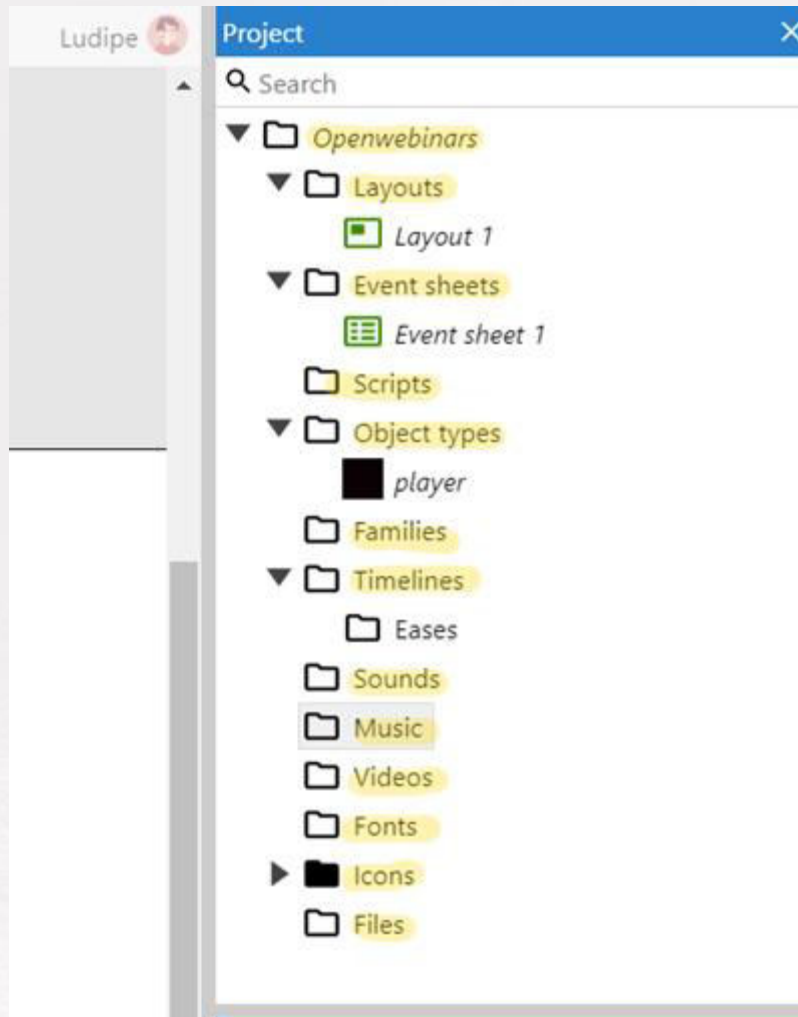 Ludipe
Project
Search
Openwebinars
Layouts
Layout 1
Event sheets
Event sheet 1
Scripts
Object types
player
Families
Timelines
Eases
Sounds
Music
Videos
Fonts
Icons
Files